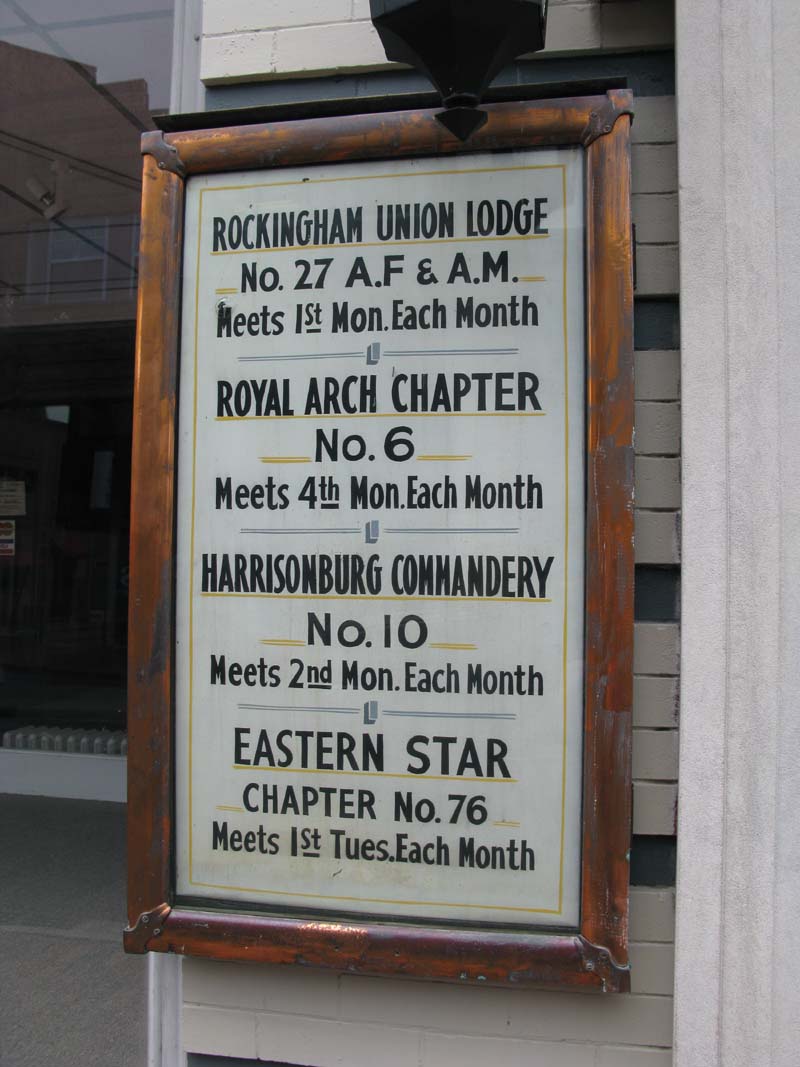 ROCKINGHAM UNION LODGE
No. 27 A.F & A.M.
Meets 1st Mon. Each Month
ROYAL ARCH CHAPTER
No. 6
Meets 4th Mon. Each Month
HARRISONBURG COMMANDERY
No. 10
Meets 2nd Mon. Each Month
EASTERN STAR
CHAPTER No. 76
Meets 1st Tues. Each Month